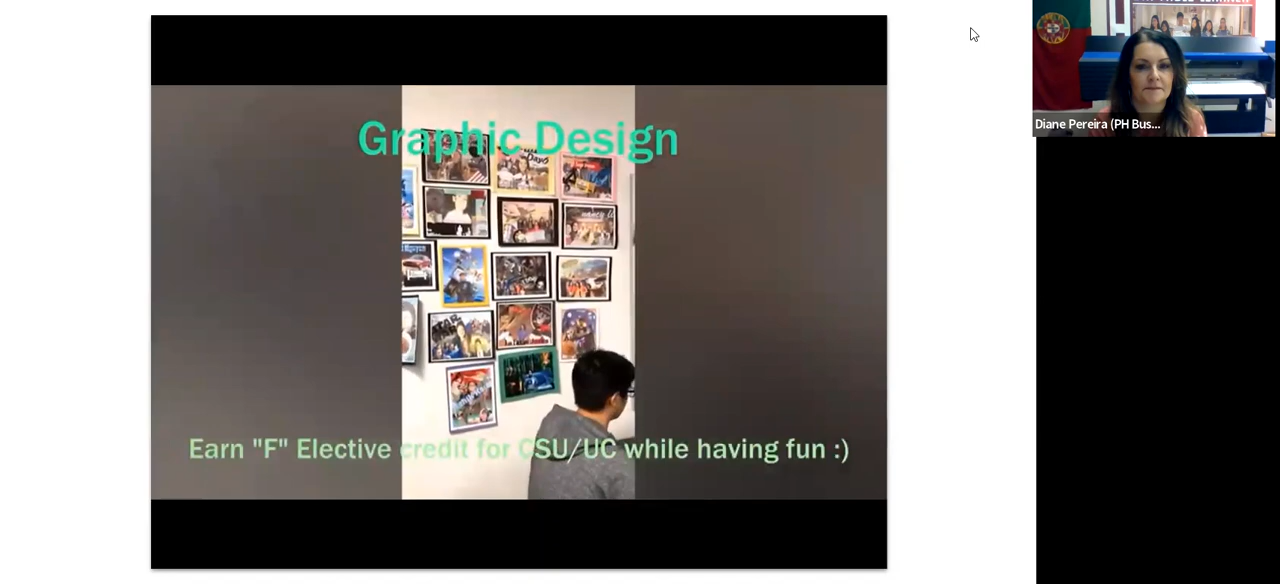 Graphic Design
Earn "F" Elective credit for CSU/UC while having fun :)
Diane Pereira (PH Bus...